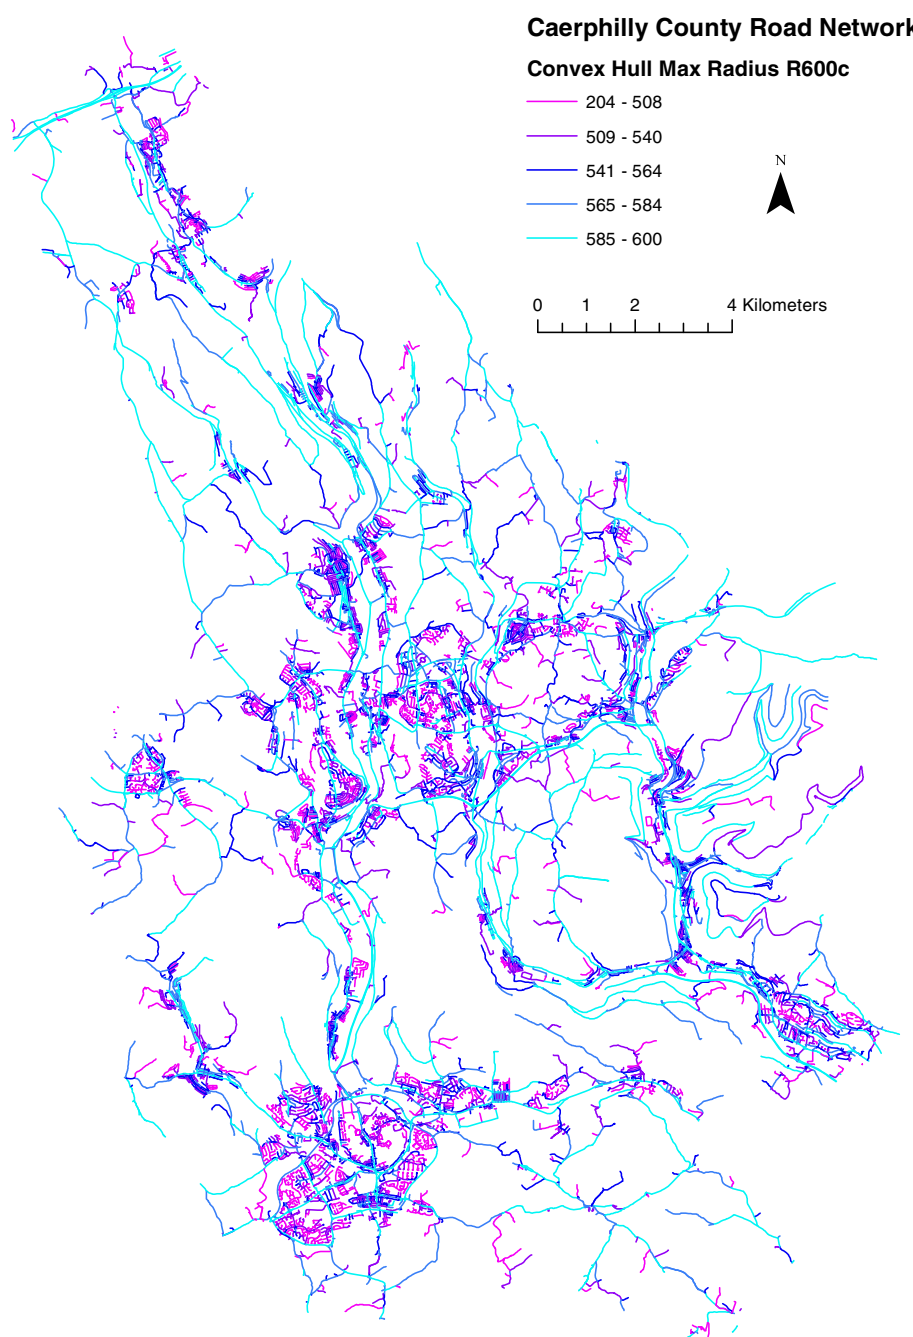 Caerphilly County Road Network
Convex Hull Max Radius R600c
204 - 508
509 - 540
541 - 564
565 - 584
585 - 600
N
0 1 2 4 Kilometers